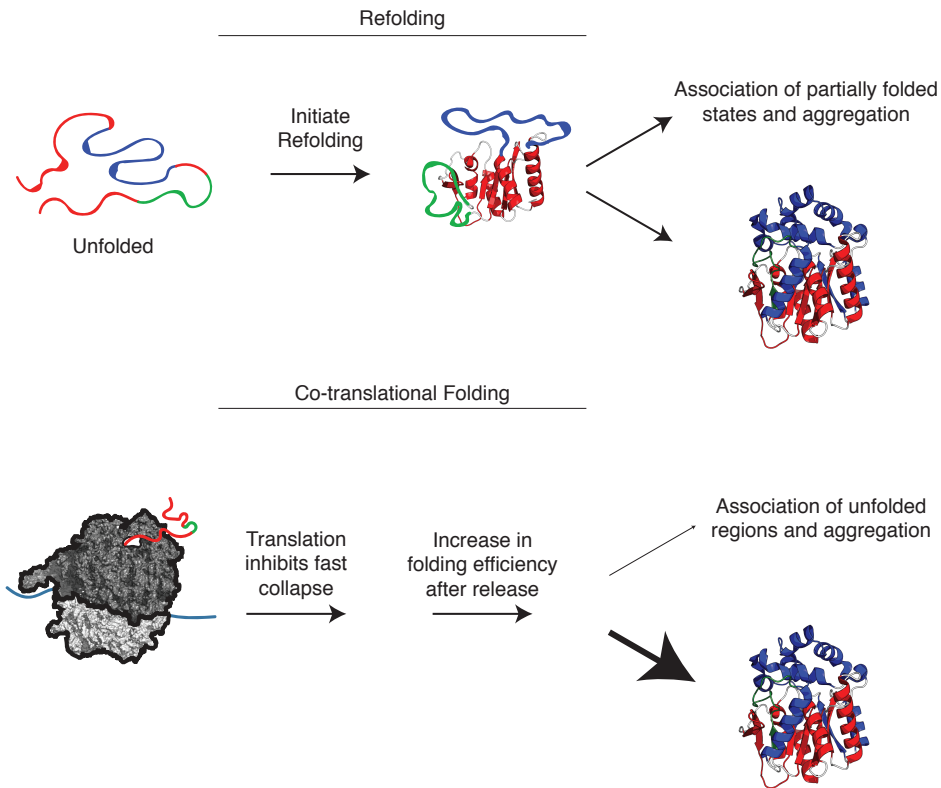 Refolding
Initiate
Refolding
Association of partially folded
states and aggregation
Unfolded
Co-translational Folding
Translation
inhibits fast
collapse
Increase in
folding efficiency
after release
Association of unfolded
regions and aggregation